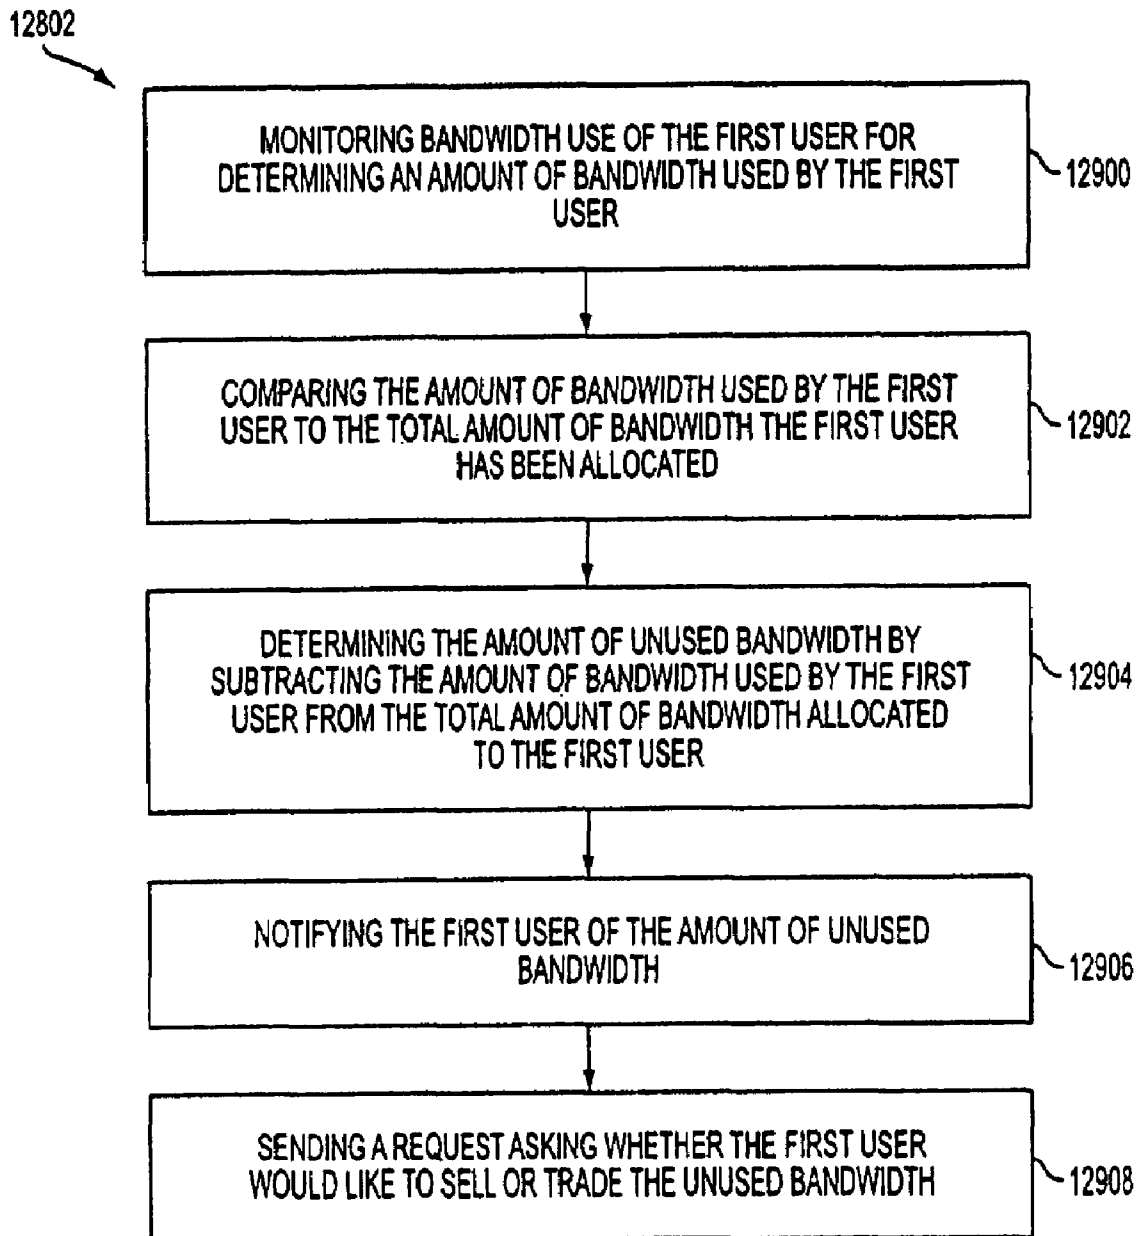 12802
MONITORING BANDWIDTH USE OF THE FIRST USER FOR
DETERMINING AN AMOUNT OF BANDWIDTH USED BY THE FIRST
USER
12900
COMPARING THE AMOUNT OF BANDWIDTH USED BY THE FIRST
USER TO THE TOTAL AMOUNT OF BANDWIDTH THE FIRST USER
HAS BEEN ALLOCATED
12902
DETERMINING THE AMOUNT OF UNUSED BANDWIDTH BY
SUBTRACTING THE AMOUNT OF BANDWIDTH USED BY THE FIRST
USER FROM THE TOTAL AMOUNT OF BANDWIDTH ALLOCATED
TO THE FIRST USER
12904
NOTIFYING THE FIRST USER OF THE AMOUNT OF UNUSED
BANDWIDTH
12906
SENDING A REQUEST ASKING WHETHER THE FIRST USER
WOULD LIKE TO SELL OR TRADE THE UNUSED BANDWIDTH
12908